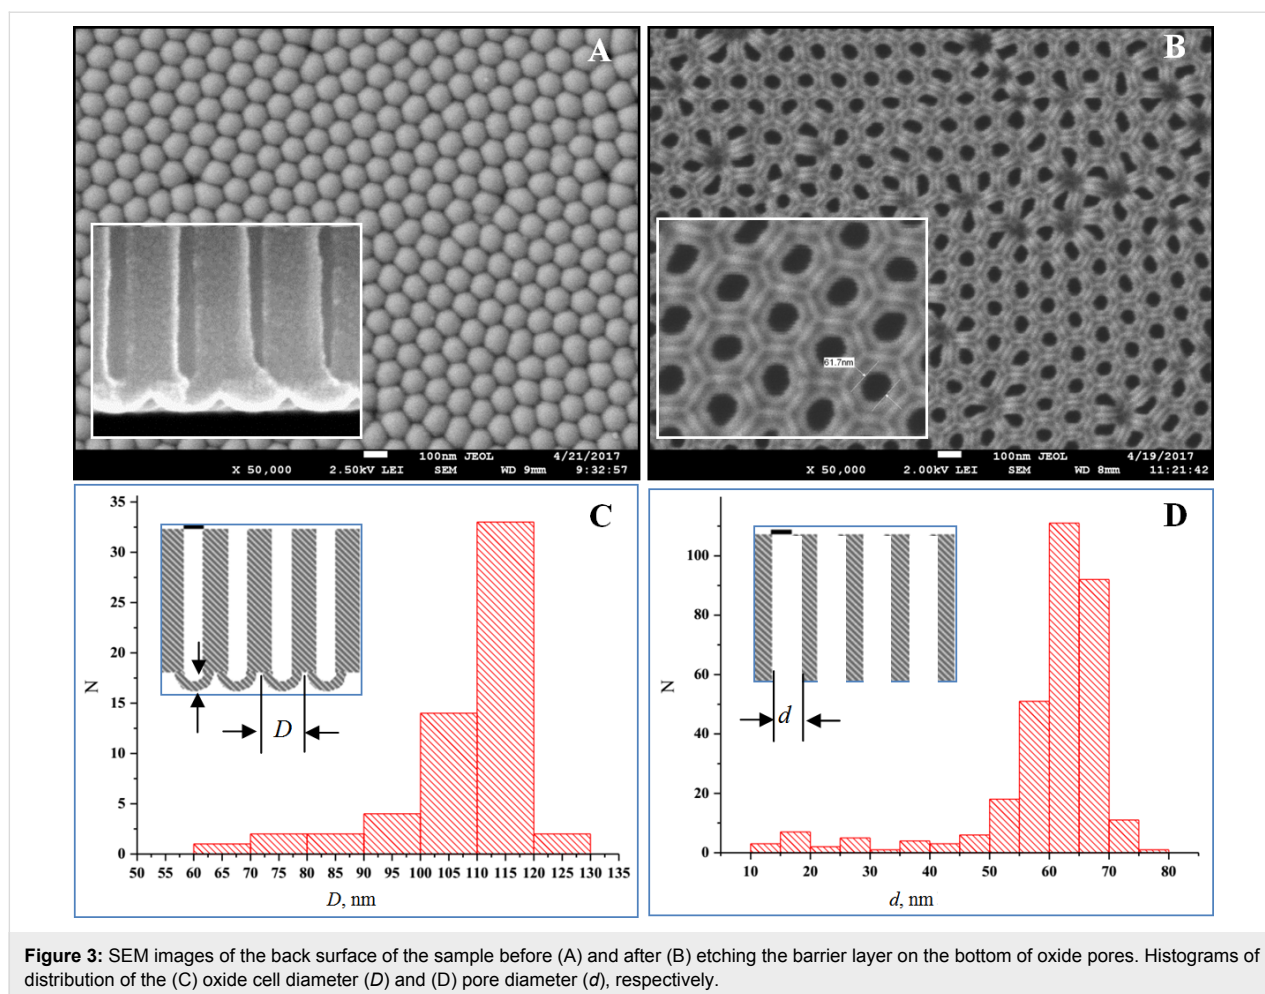 A
B
61.7nm
100nm JEOL 4/21/2017
X 50,000 2.50kV LEI SEM WD 9mm 9:32:57
100nm JEOL 4/19/2017
X 50,000 2.00kV LEI SEM WD 8mm 11:21:42
C
35
30
25
20
15
10
5
0
N
D
50 55 60 65 70 75 80 85 90 95 100 105 110 115 120 125 130 135
D, nm
D
100
80
60
40
20
0
N
d
10 20 30 40 50 60 70 80
d, nm
Figure 3: SEM images of the back surface of the sample before (A) and after (B) etching the barrier layer on the bottom of oxide pores. Histograms of
distribution of the (C) oxide cell diameter (D) and (D) pore diameter (d), respectively.